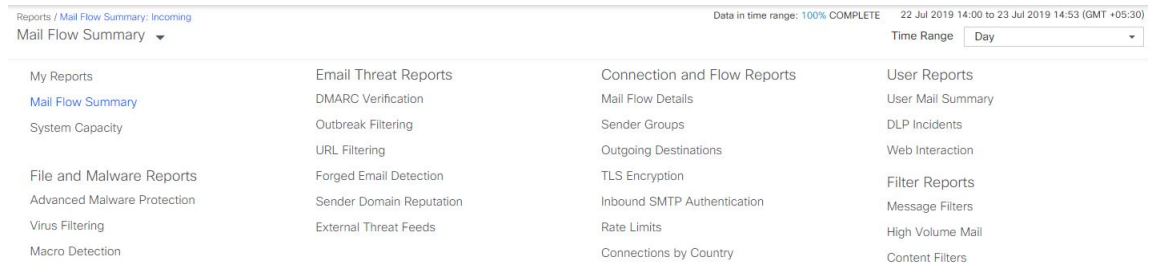 Reports / Mail Flow Summary: Incoming
Data in time range: 100% COMPLETE 22 Jul 2019 14:00 to 23 Jul 2019 14:53 (GMT +05:30)
Mail Flow Summary
Time Range Day
My Reports
Mail Flow Summary
System Capacity
File and Malware Reports
Advanced Malware Protection
Virus Filtering
Macro Detection
Email Threat Reports
DMARC Verification
Outbreak Filtering
URL Filtering
Forged Email Detection
Sender Domain Reputation
External Threat Feeds
Connection and Flow Reports
Mail Flow Details
Sender Groups
Outgoing Destinations
TLS Encryption
Inbound SMTP Authentication
Rate Limits
Connections by Country
User Reports
User Mail Summary
DLP Incidents
Web Interaction
Filter Reports
Message Filters
High Volume Mail
Content Filters